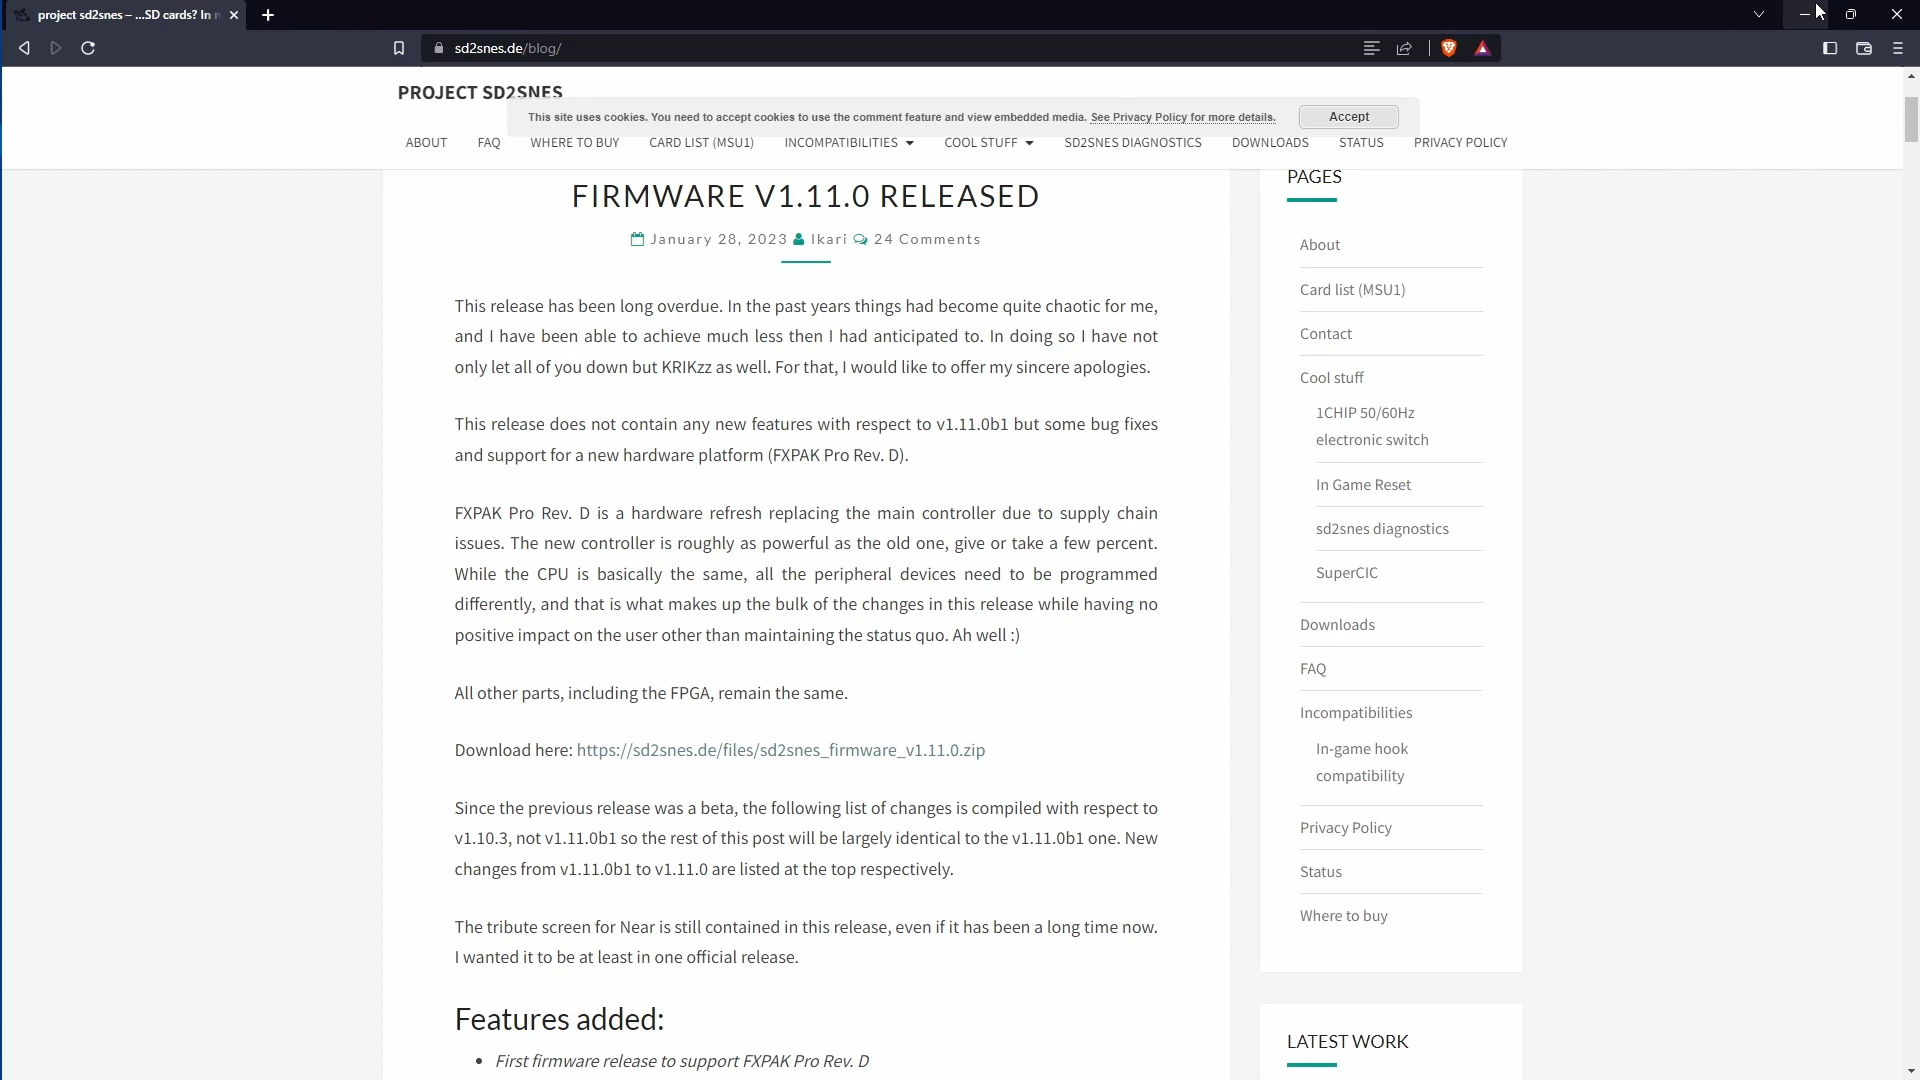 project sd2snes – ...SD cards? In n
sd2snes.de/blog/
PROJECT SD2SNES
This site uses cookies. You need to accept cookies to use the comment feature and view embedded media. See Privacy Policy for more details.
Accept
ABOUT FAQ WHERE TO BUY CARD LIST (MSU1) INCOMPATIBILITIES COOL STUFF SD2SNES DIAGNOSTICS DOWNLOADS STATUS PRIVACY POLICY
FIRMWARE V1.11.0 RELEASED
January 28, 2023 Ikari 24 Comments
This release has been long overdue. In the past years things had become quite chaotic for me,
and I have been able to achieve much less then I had anticipated to. In doing so I have not
only let all of you down but KRIKzz as well. For that, I would like to offer my sincere apologies.
This release does not contain any new features with respect to v1.11.0b1 but some bug fixes
and support for a new hardware platform (FXPAK Pro Rev. D).
FXPAK Pro Rev. D is a hardware refresh replacing the main controller due to supply chain
issues. The new controller is roughly as powerful as the old one, give or take a few percent.
While the CPU is basically the same, all the peripheral devices need to be programmed
differently, and that is what makes up the bulk of the changes in this release while having no
positive impact on the user other than maintaining the status quo. Ah well :)
All other parts, including the FPGA, remain the same.
Download here: https://sd2snes.de/files/sd2snes_firmware_v1.11.0.zip
Since the previous release was a beta, the following list of changes is compiled with respect to
v1.10.3, not v1.11.0b1 so the rest of this post will be largely identical to the v1.11.0b1 one. New
changes from v1.11.0b1 to v1.11.0 are listed at the top respectively.
The tribute screen for Near is still contained in this release, even if it has been a long time now.
I wanted it to be at least in one official release.
Features added:
• First firmware release to support FXPAK Pro Rev. D
PAGES
About
Card list (MSU1)
Contact
Cool stuff
1CHIP 50/60Hz
electronic switch
In Game Reset
sd2snes diagnostics
SuperCIC
Downloads
FAQ
Incompatibilities
In-game hook
compatibility
Privacy Policy
Status
Where to buy
LATEST WORK